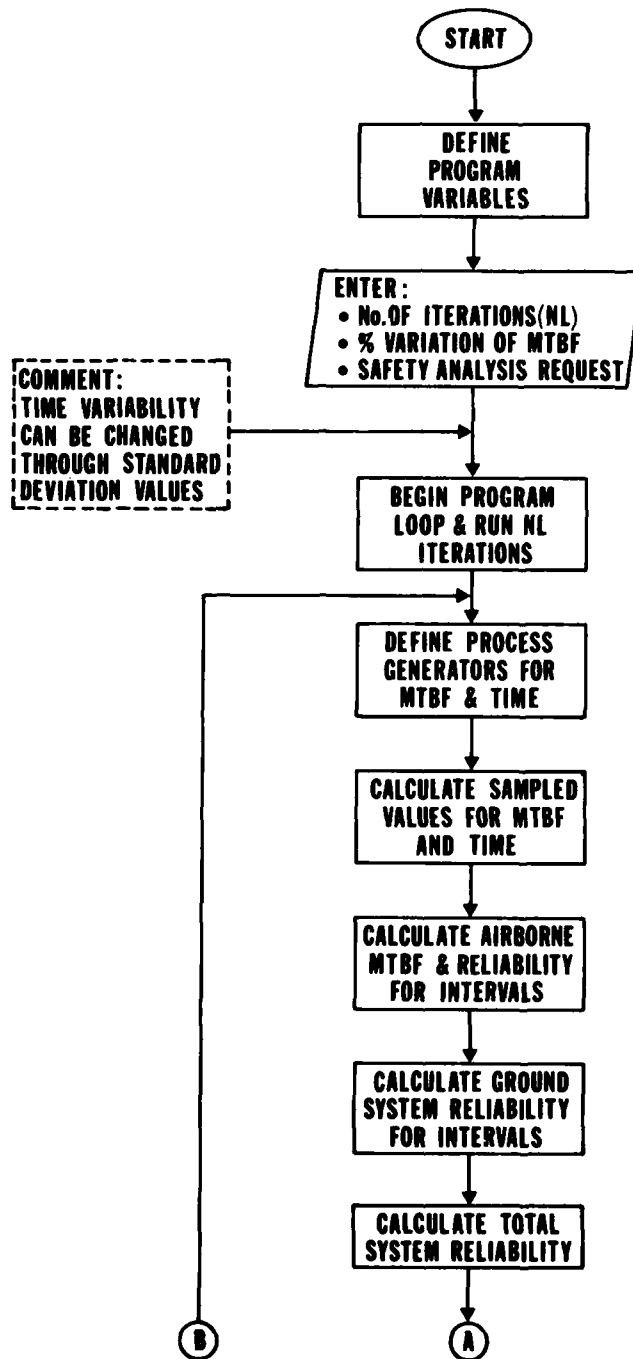 START
DEFINE
PROGRAM
VARIABLES
ENTER:
• No.OF ITERATIONS(NL)
• % VARIATION OF MTBF
• SAFETY ANALYSIS REQUEST
COMMENT:
TIME VARIABILITY
CAN BE CHANGED
THROUGH STANDARD
DEVIATION VALUES
BEGIN PROGRAM
LOOP & RUN NL
ITERATIONS
DEFINE PROCESS
GENERATORS FOR
MTBF & TIME
CALCULATE SAMPLED
VALUES FOR MTBF
AND TIME
CALCULATE AIRBORNE
MTBF & RELIABILITY
FOR INTERVALS
CALCULATE GROUND
SYSTEM RELIABILITY
FOR INTERVALS
CALCULATE TOTAL
SYSTEM RELIABILITY
B
A